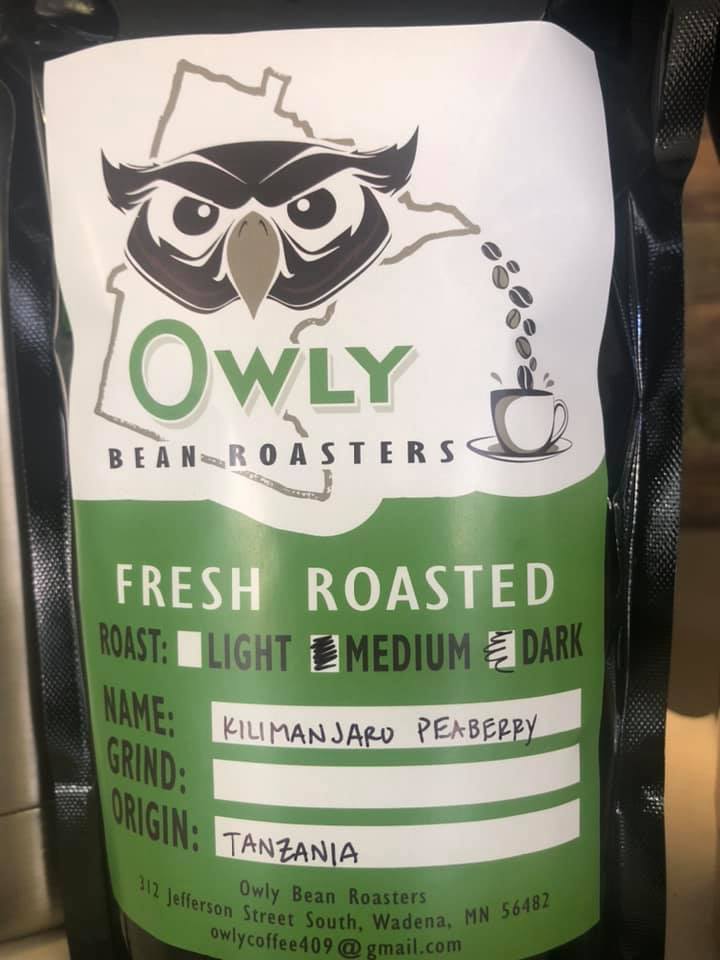 OWLY
BEAN ROASTERS
FRESH ROASTED
ROAST: LIGHT MEDIUM DARK
NAME: KILIMANJARO PEABERRY
GRIND:
ORIGIN: TANZANIA
Owly Bean Roasters
312 Jefferson Street South, Wadena, MN 56482
owlycoffee409@gmail.com